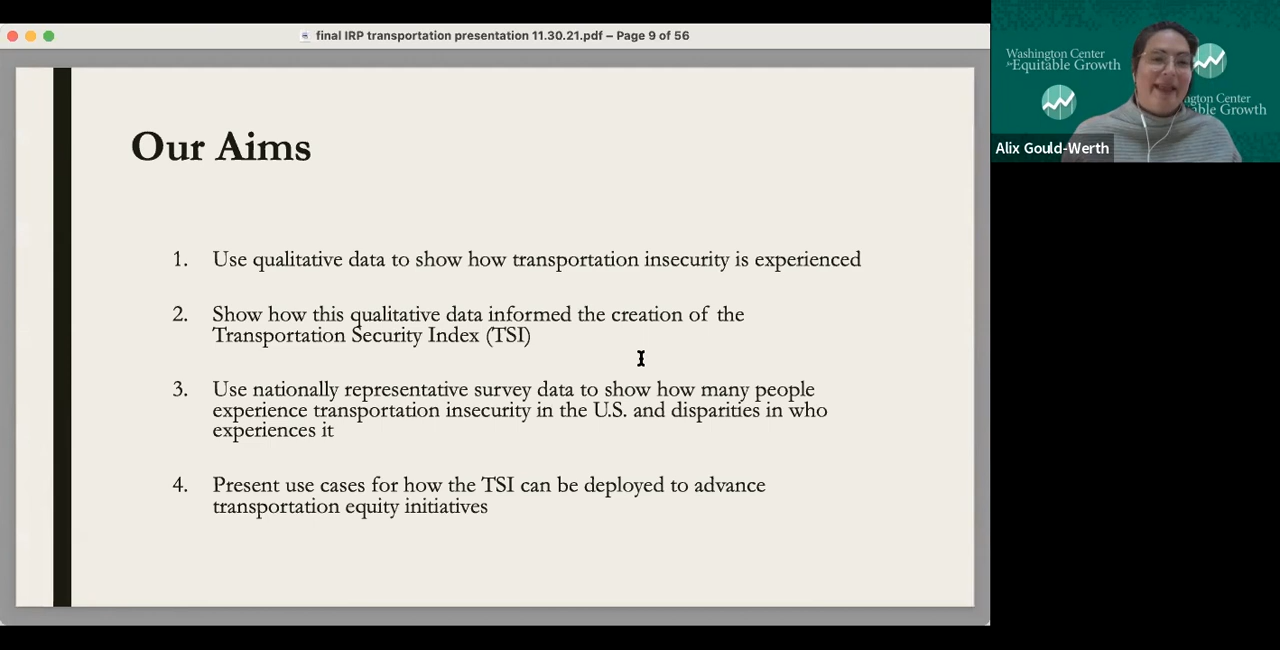 final IRP transportation presentation 11.30.21.pdf – Page 9 of 56
Our Aims
1. Use qualitative data to show how transportation insecurity is experienced
2. Show how this qualitative data informed the creation of the
Transportation Security Index (TSI)
3. Use nationally representative survey data to show how many people
experience transportation insecurity in the U.S. and disparities in who
experiences it
4. Present use cases for how the TSI can be deployed to advance
transportation equity initiatives
Washington Center
for Equitable Growth
ngton Center
able Growth
Alix Gould-Werth